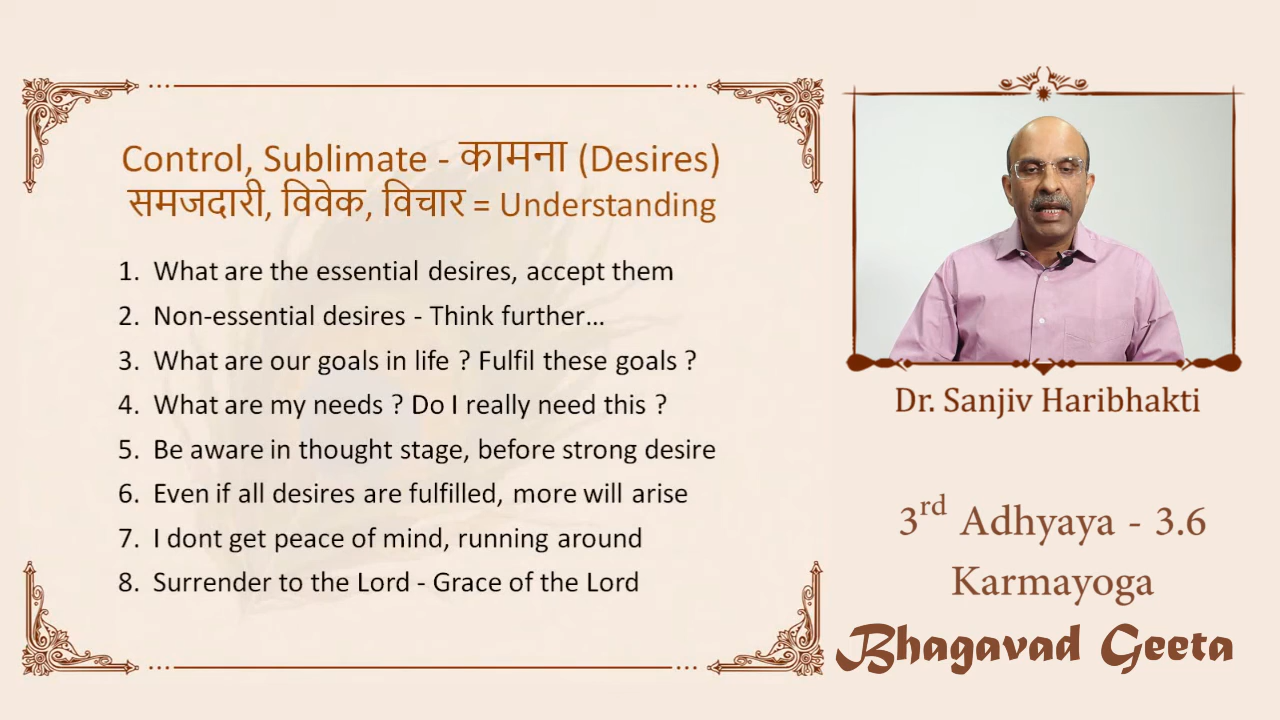 Control, Sublimate - कामना (Desires)
समजदारी, विवेक, विचार = Understanding
1. What are the essential desires, accept them
2. Non-essential desires - Think further...
3. What are our goals in life ? Fulfil these goals ?
4. What are my needs ? Do I really need this ?
5. Be aware in thought stage, before strong desire
6. Even if all desires are fulfilled, more will arise
7. I dont get peace of mind, running around
8. Surrender to the Lord - Grace of the Lord
Dr. Sanjiv Haribhakti
3rd Adhyaya - 3.6
Karmayoga
Bhagavad Geeta